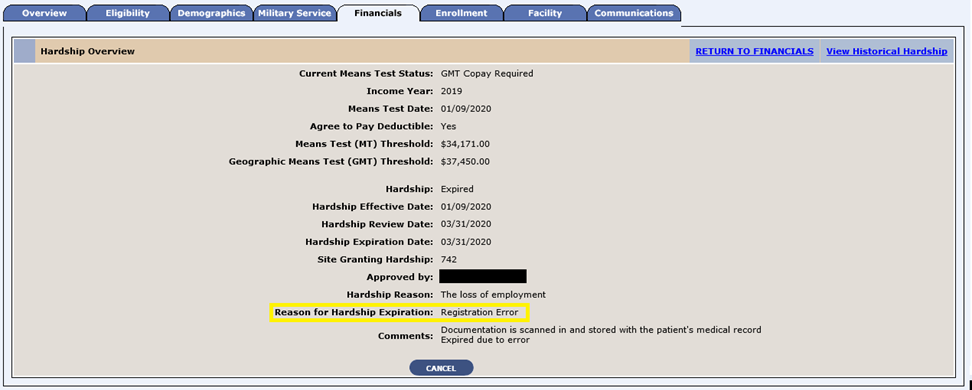 Overview Eligibility Demographics Military Service Financials Enrollment Facility Communications
Hardship Overview RETURN TO FINANCIALS View Historical Hardship
Current Means Test Status: GMT Copay Required
Income Year: 2019
Means Test Date: 01/09/2020
Agree to Pay Deductible: Yes
Means Test (MT) Threshold: $34,171.00
Geographic Means Test (GMT) Threshold: $37,450.00
Hardship: Expired
Hardship Effective Date: 01/09/2020
Hardship Review Date: 03/31/2020
Hardship Expiration Date: 03/31/2020
Site Granting Hardship: 742
Approved by:
Hardship Reason: The loss of employment
Reason for Hardship Expiration: Registration Error
Comments: Documentation is scanned in and stored with the patient's medical record
Expired due to error
CANCEL